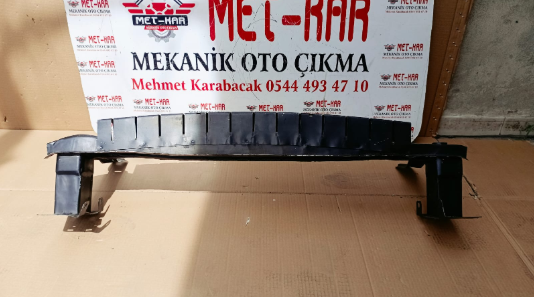 MET-KAR
MET-KAR
MEKANİK OTO ÇIKMA
Mehmet Karabacak 0544 493 47 10